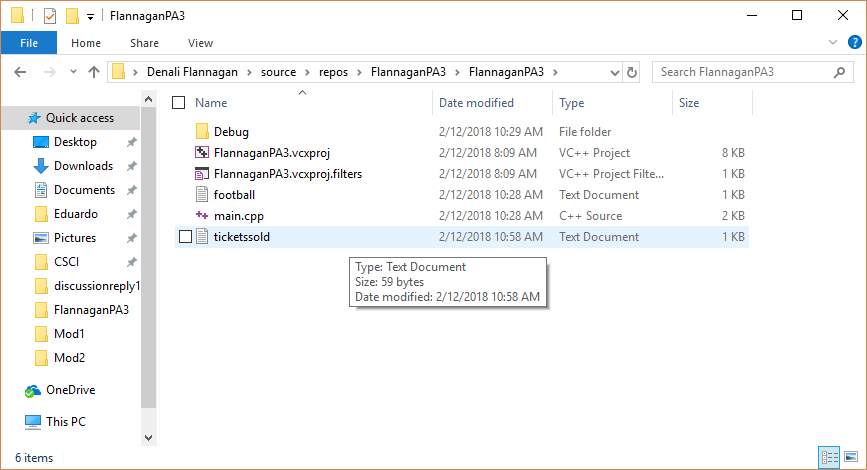 FlannaganPA3
File Home Share View
Denali Flannagan source repos FlannaganPA3 FlannaganPA3
Search FlannaganPA3
Name Date modified Type Size
Quick access
Desktop
Downloads
Documents
Eduardo
Pictures
CSCI
discussionreply1
FlannaganPA3
Mod1
Mod2
OneDrive
This PC
Debug 2/12/2018 10:29 AM File folder
FlannaganPA3.vcxproj 2/12/2018 8:09 AM VC++ Project 8 KB
FlannaganPA3.vcxproj.filters 2/12/2018 8:09 AM VC++ Project Filte... 1 KB
football 2/12/2018 10:28 AM Text Document 1 KB
main.cpp 2/12/2018 10:28 AM C++ Source 2 KB
ticketssold 2/12/2018 10:58 AM Text Document 1 KB
Type: Text Document
Size: 59 bytes
Date modified: 2/12/2018 10:58 AM
6 items